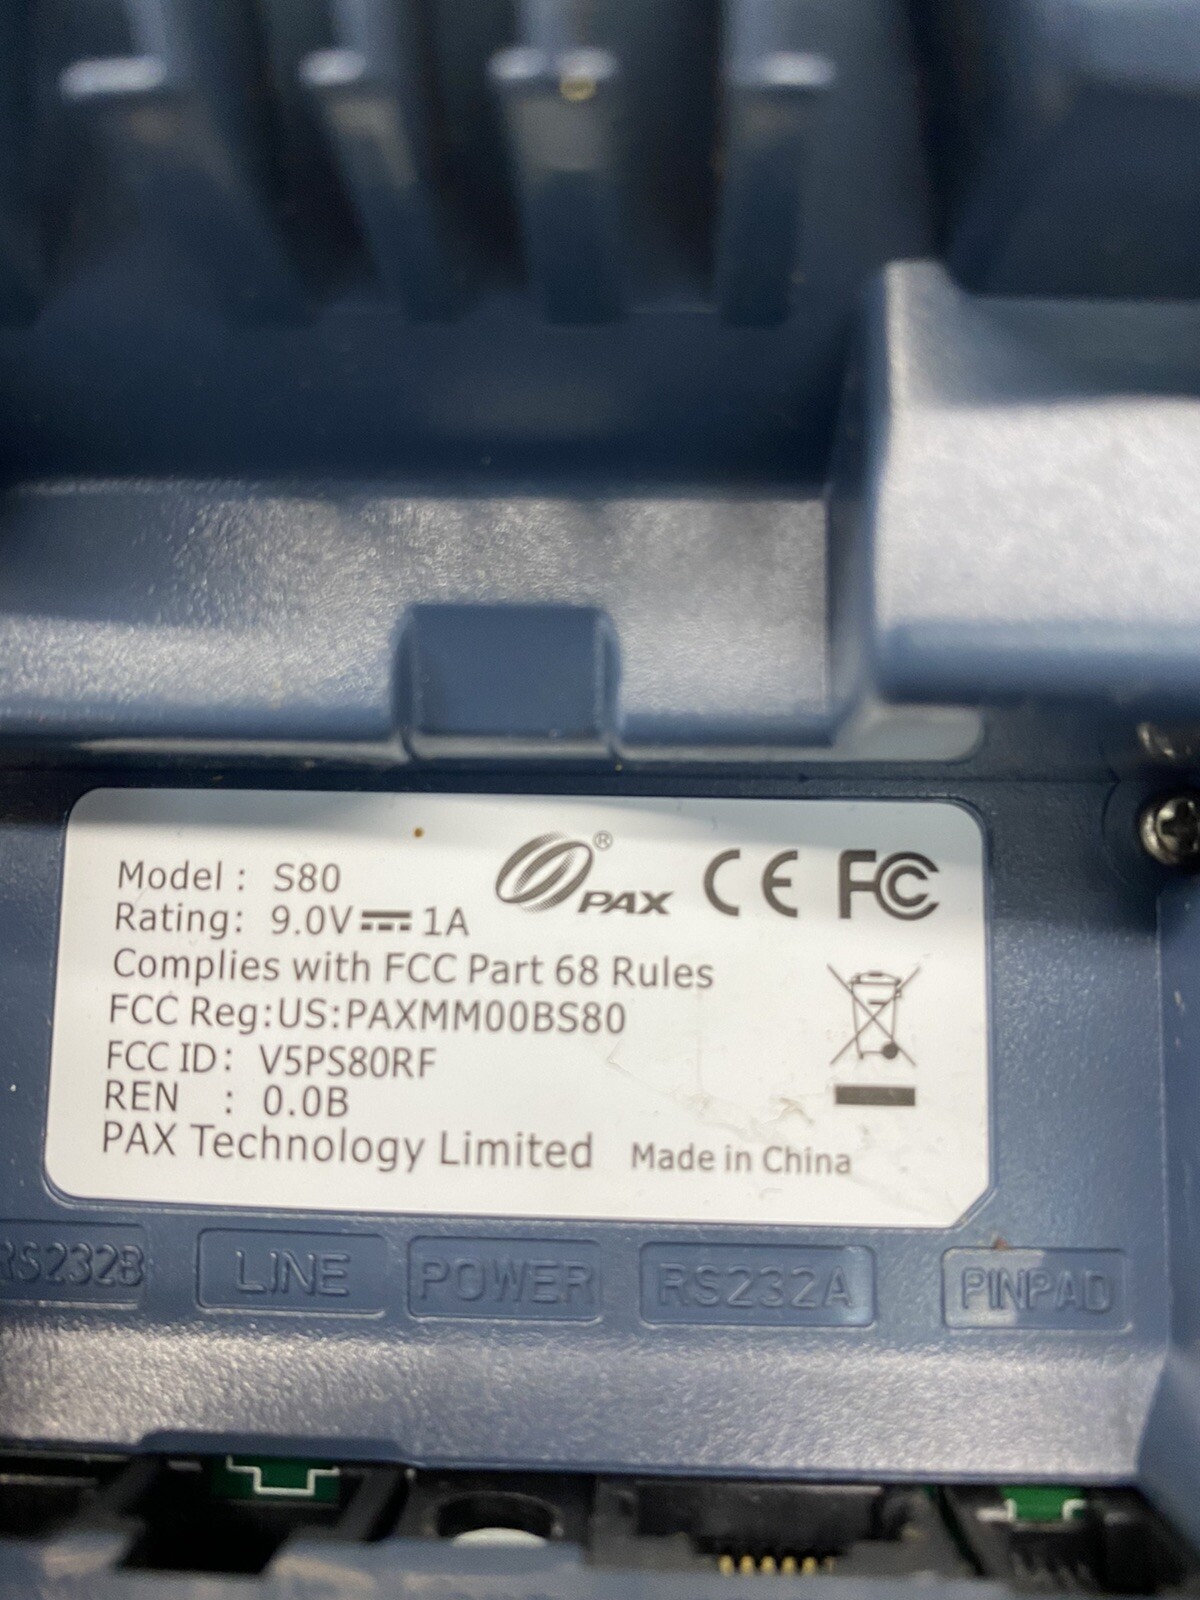 Model : S80
Rating: 9.0V 1A
® PAX CE FC
Complies with FCC Part 68 Rules
FCC Reg:US:PAXMM00BS80
FCC ID: V5PS80RF
REN : 0.0B
PAX Technology Limited Made in China
RS232B LINE POWER RS232A PINPAD